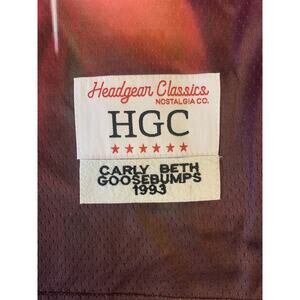 Headgear Classics
NOSTALGIA CO.
HGC
CARLY BETH
GOOSEBUMPS
1993